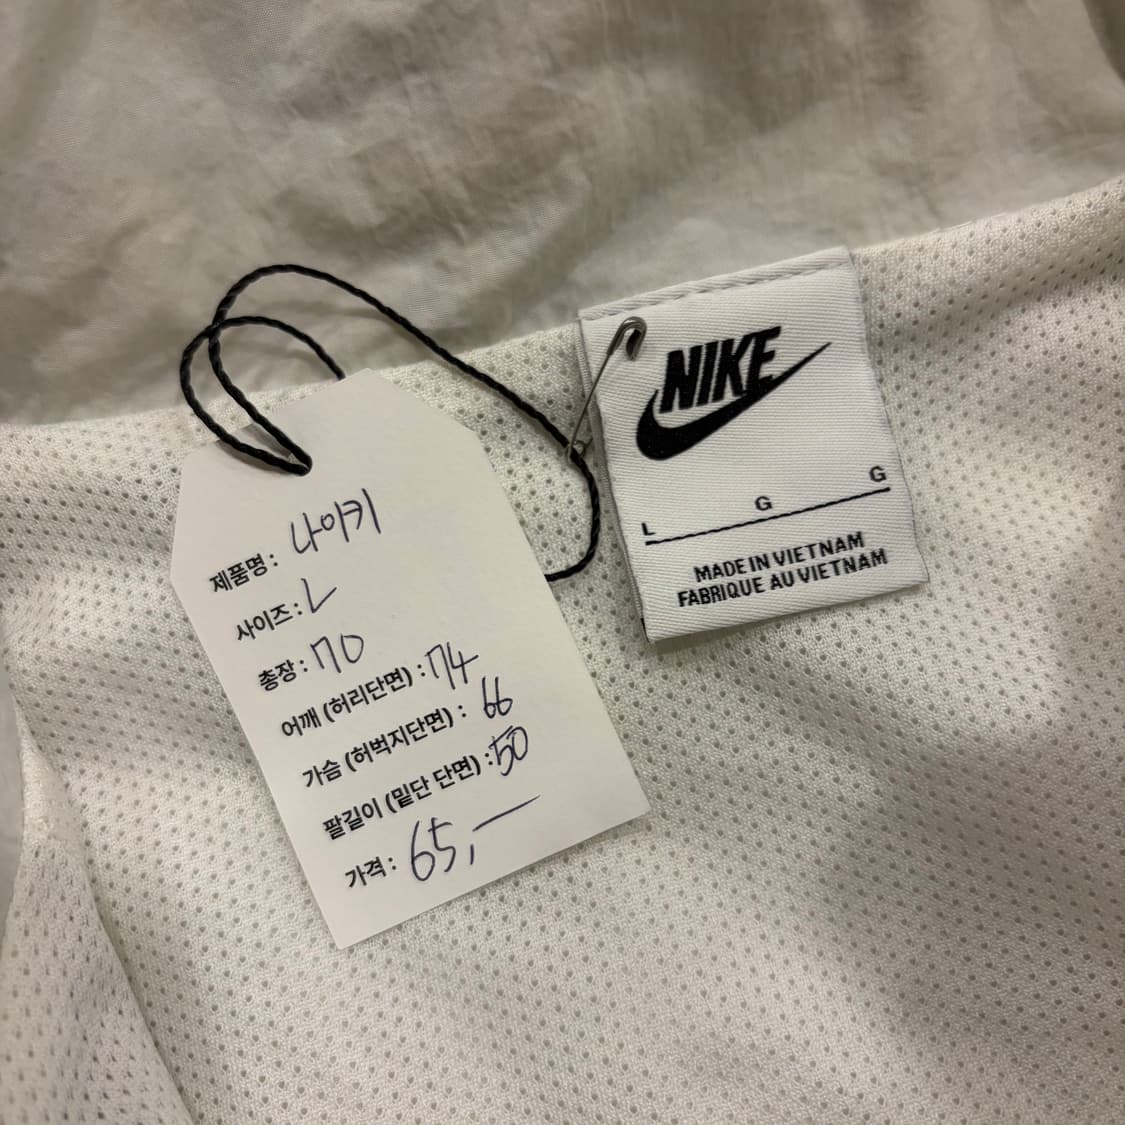 제품명: 나이키
사이즈: L
총장: 70
어깨 (허리단면) : 74
가슴 (허벅지단면) : 66
팔길이 (밑단 단면) : 50
가격: 65,—
NIKE
L G G
MADE IN VIETNAM
FABRIQUE AU VIETNAM